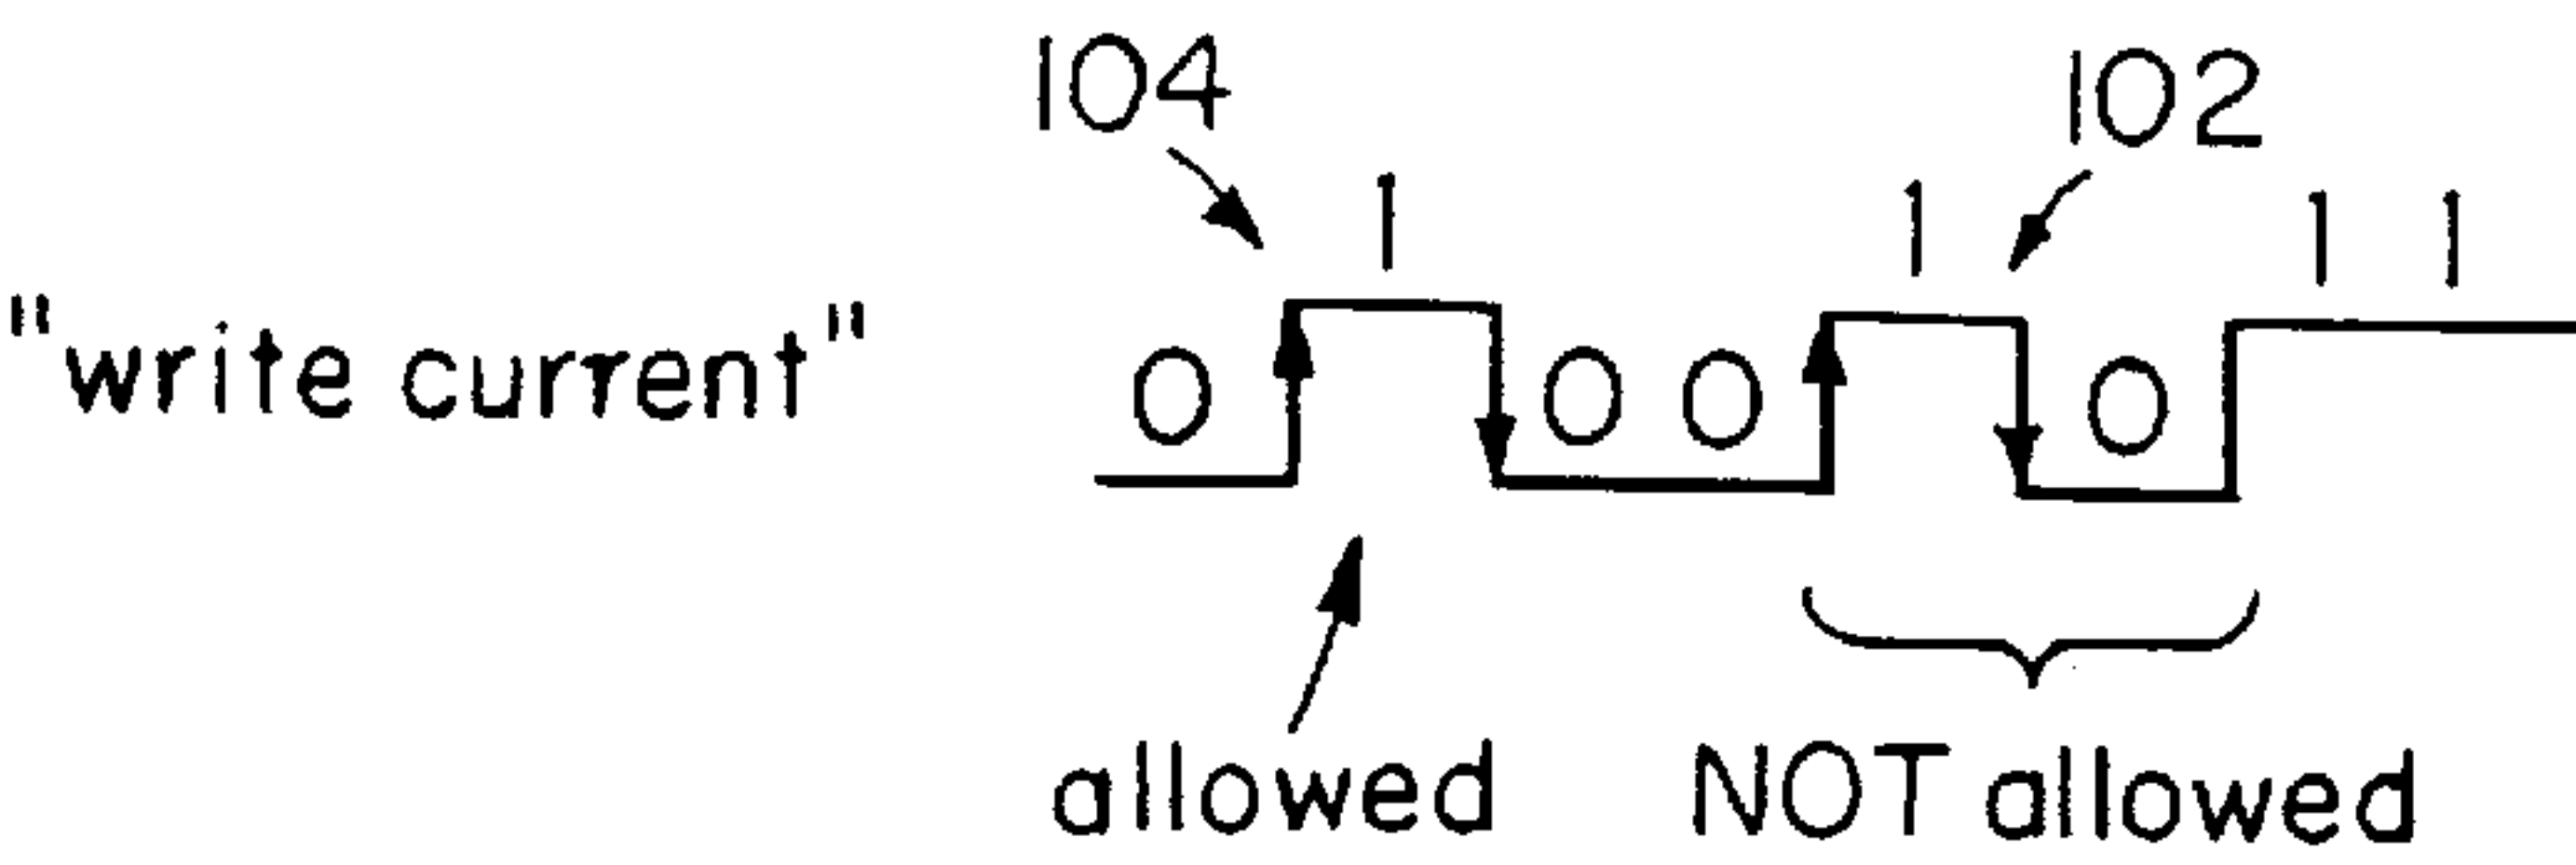 104 102
1 1 1 1
"write current" 0 0 0 0
allowed NOT allowed